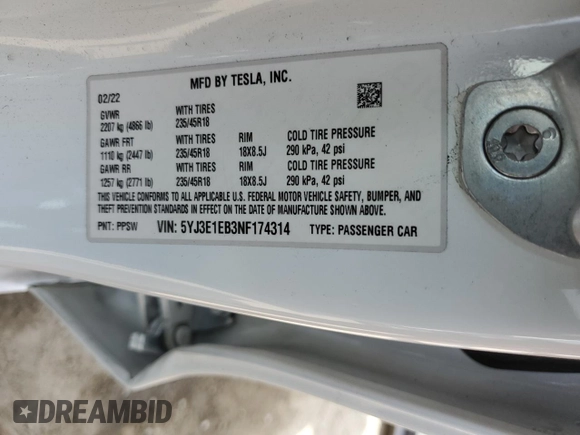 MFD BY TESLA, INC.
02/22
GVWR WITH TIRES
2207 kg (4866 lb) 235/45R18
GAWR FRT WITH TIRES RIM COLD TIRE PRESSURE
1110 kg (2447 lb) 235/45R18 18X8.5J 290 kPa, 42 psi
GAWR RR WITH TIRES RIM COLD TIRE PRESSURE
1257 kg (2771 lb) 235/45R18 18X8.5J 290 kPa, 42 psi
THIS VEHICLE CONFORMS TO ALL APPLICABLE U.S. FEDERAL MOTOR VEHICLE SAFETY, BUMPER, AND
THEFT PREVENTION STANDARDS IN EFFECT ON THE DATE OF MANUFACTURE SHOWN ABOVE.
PNT: PPSW VIN: 5YJ3E1EB3NF174314 TYPE: PASSENGER CAR
DREAMBID